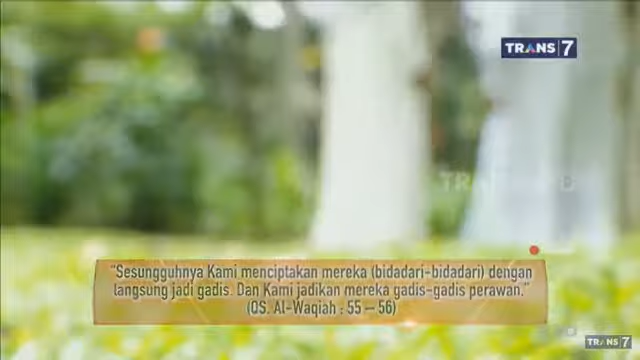 TRANS 7
"Sesungguhnya Kami menciptakan mereka (bidadari-bidadari) dengan
langsung jadi gadis. Dan Kami jadikan mereka gadis-gadis perawan."
(QS. Al-Waqiah : 55 – 56)
TRANS 7